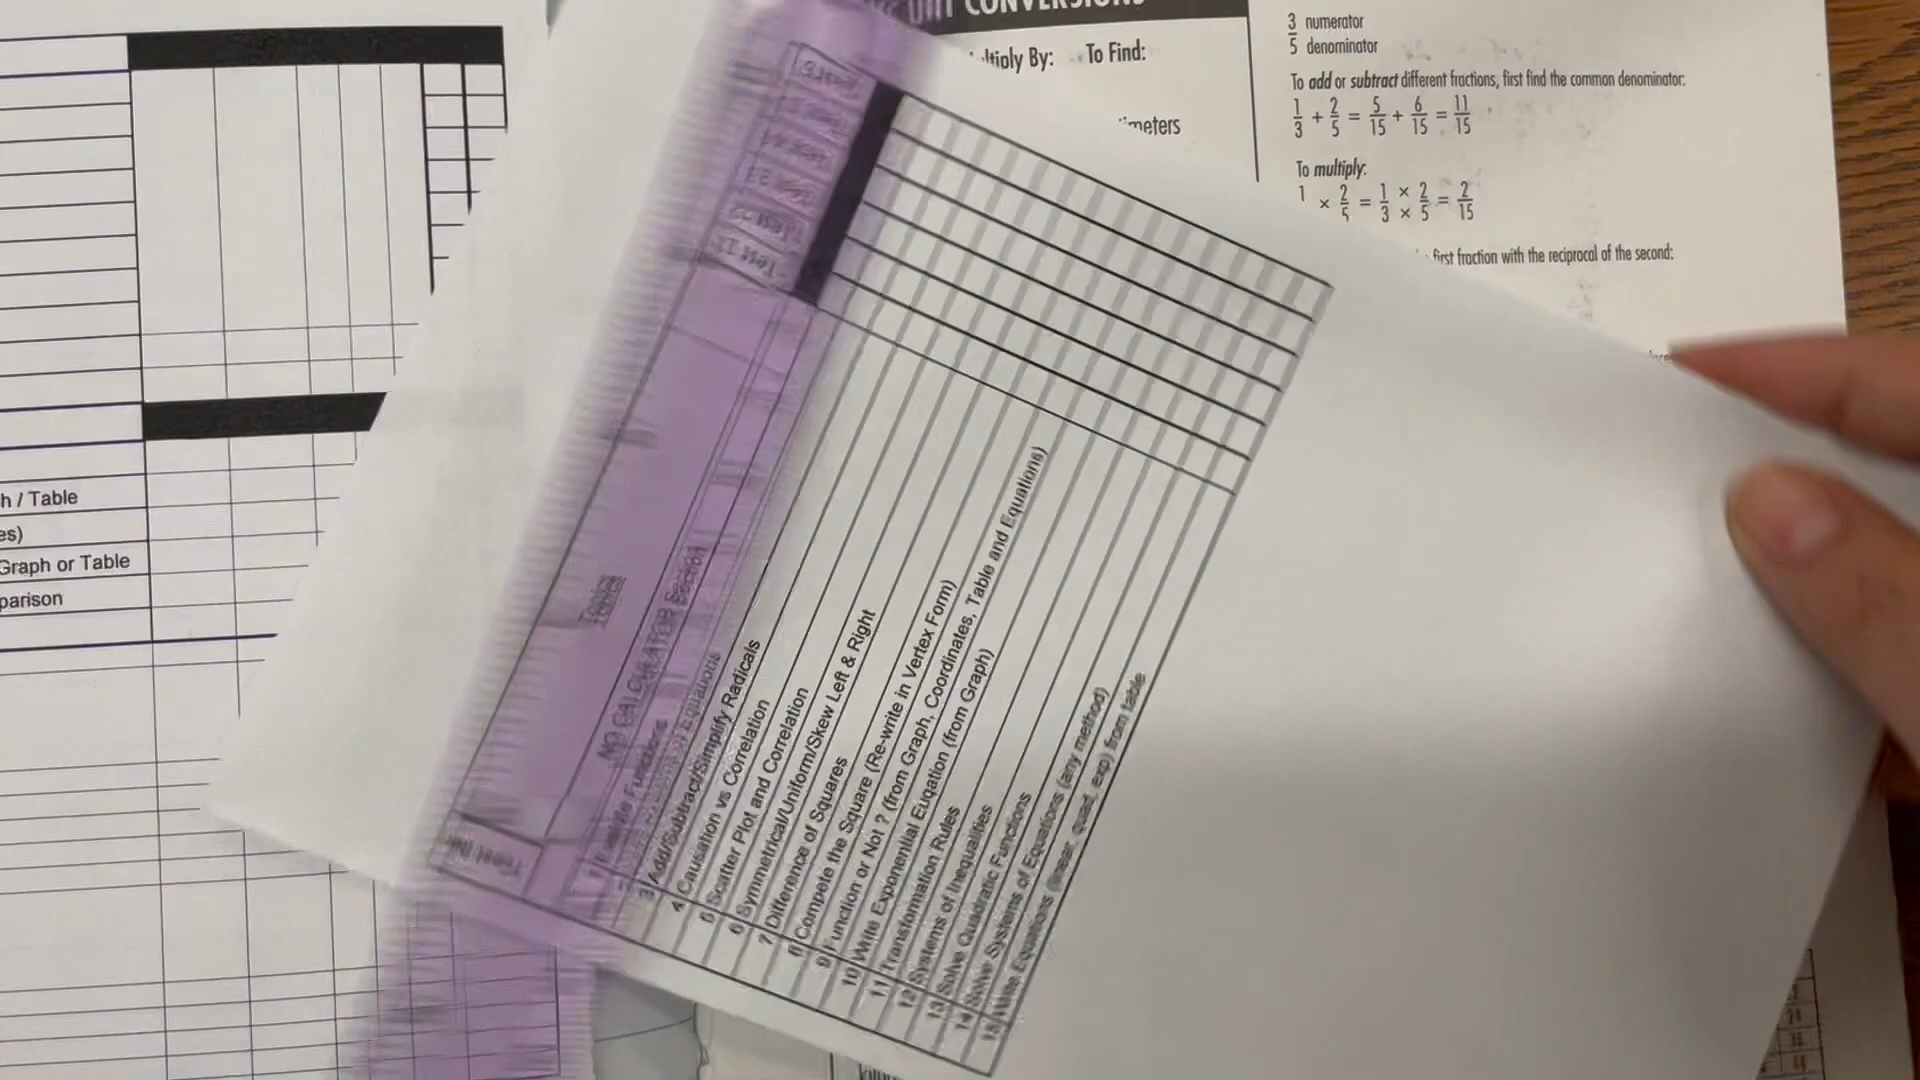 UNIT CONVERSIONS
Multiply By: To Find:
3 numerator
5 denominator
To add or subtract different fractions, first find the common denominator:
1/3 + 2/5 = 5/15 + 6/15 = 11/15
To multiply:
1 × 2/5 = 1/3 × 2/5 = 2/15
first fraction with the reciprocal of the second:
h / Table
es)
Graph or Table
parison
Topics
NO CALCULATOR Section
3 Add/Subtract/Simplify Radicals
4 Causation vs Correlation
5 Scatter Plot and Correlation
6 Symmetrical/Uniform/Skew Left & Right
7 Difference of Squares
8 Compete the Square (Re-write in Vertex Form)
9 Function or Not ? (from Graph, Coordinates, Table and Equations)
10 Write Exponential Euqation (from Graph)
11 Transformation Rules
12 Systems of Inequalities
13 Solve Quadratic Functions
14 Solve Systems of Equations (any method)
15 Write Equations (linear, quad, exp) from table